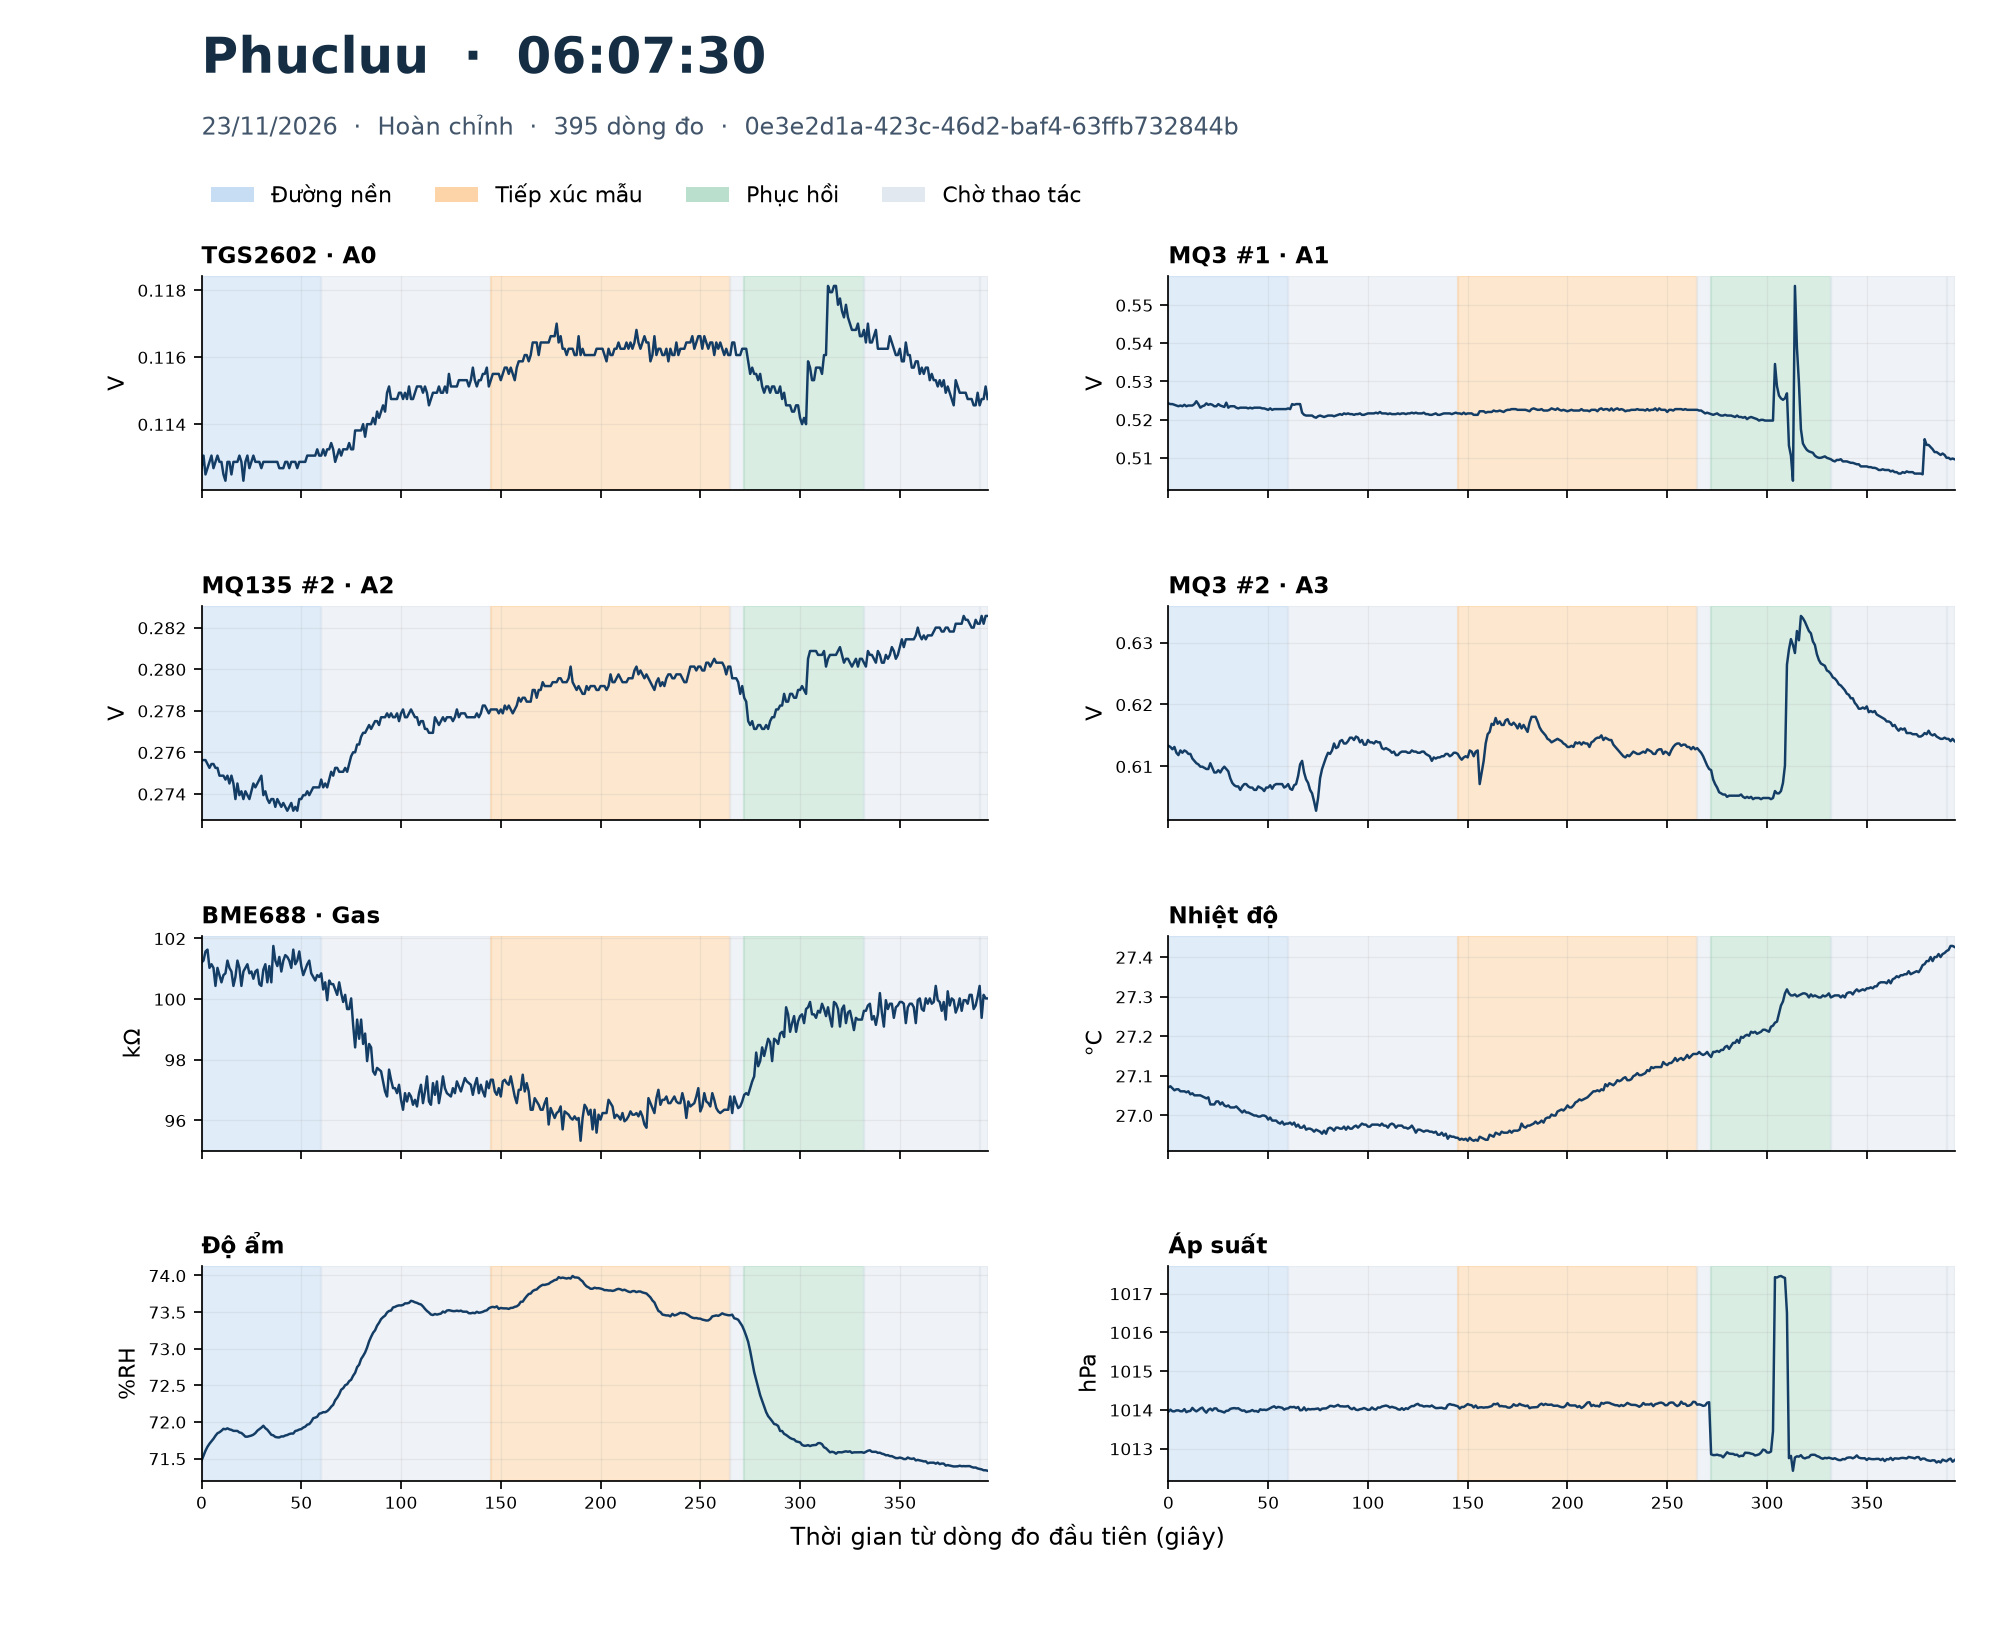 Phucluu · 06:07:30
23/11/2026 · Hoàn chỉnh · 395 dòng đo · 0e3e2d1a-423c-46d2-baf4-63ffb732844b
Đường nền Tiếp xúc mẫu Phục hồi Chờ thao tác
TGS2602 · A0
V
0.118
0.116
0.114
MQ3 #1 · A1
V
0.55
0.54
0.53
0.52
0.51
MQ135 #2 · A2
V
0.282
0.280
0.278
0.276
0.274
MQ3 #2 · A3
V
0.63
0.62
0.61
BME688 · Gas
kΩ
102
100
98
96
Nhiệt độ
°C
27.4
27.3
27.2
27.1
27.0
Độ ẩm
%RH
74.0
73.5
73.0
72.5
72.0
71.5
0 50 100 150 200 250 300 350
Áp suất
hPa
1017
1016
1015
1014
1013
0 50 100 150 200 250 300 350
Thời gian từ dòng đo đầu tiên (giây)